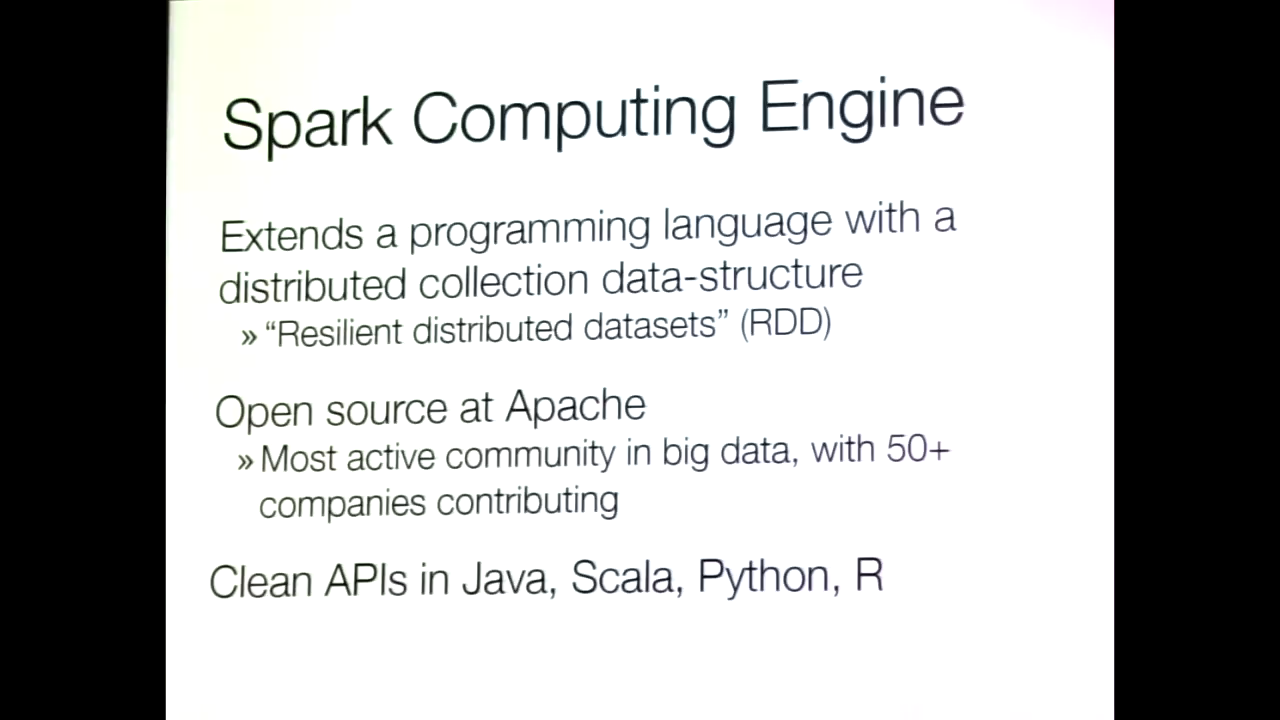 Spark Computing Engine
Extends a programming language with a
distributed collection data-structure
» “Resilient distributed datasets” (RDD)
Open source at Apache
» Most active community in big data, with 50+
companies contributing
Clean APIs in Java, Scala, Python, R